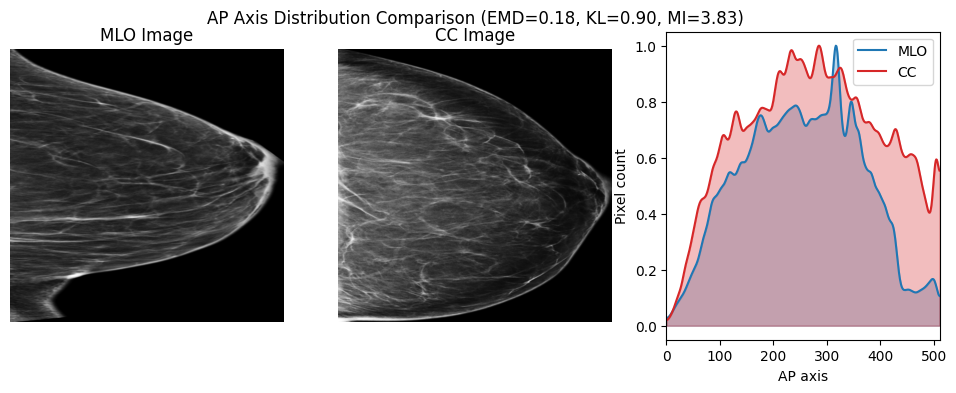 AP Axis Distribution Comparison (EMD=0.18, KL=0.90, MI=3.83)
MLO Image
CC Image
MLO
CC
Pixel count
1.0
0.8
0.6
0.4
0.2
0.0
0 100 200 300 400 500
AP axis